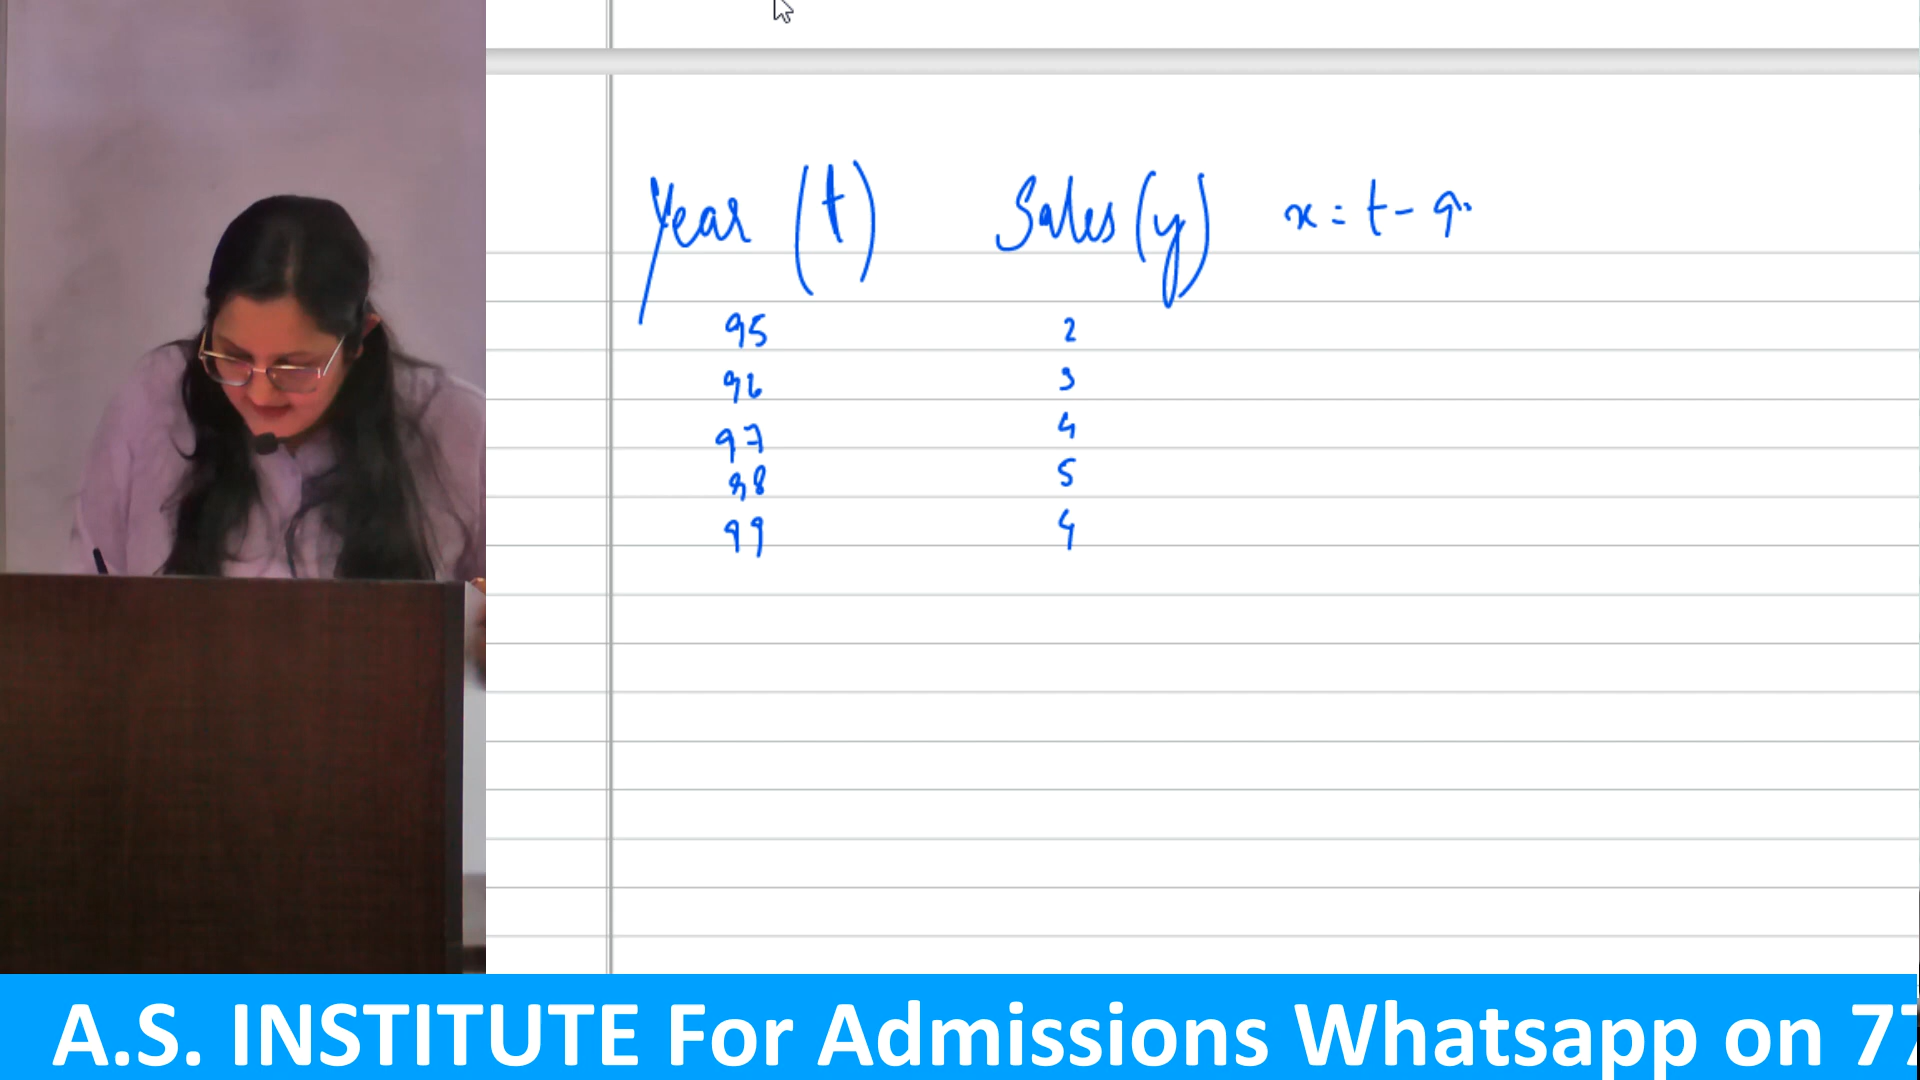 Year (t) Sales (y) x = t - 9
95 2
96 3
97 4
98 5
99 4
A.S. INSTITUTE For Admissions Whatsapp on 77